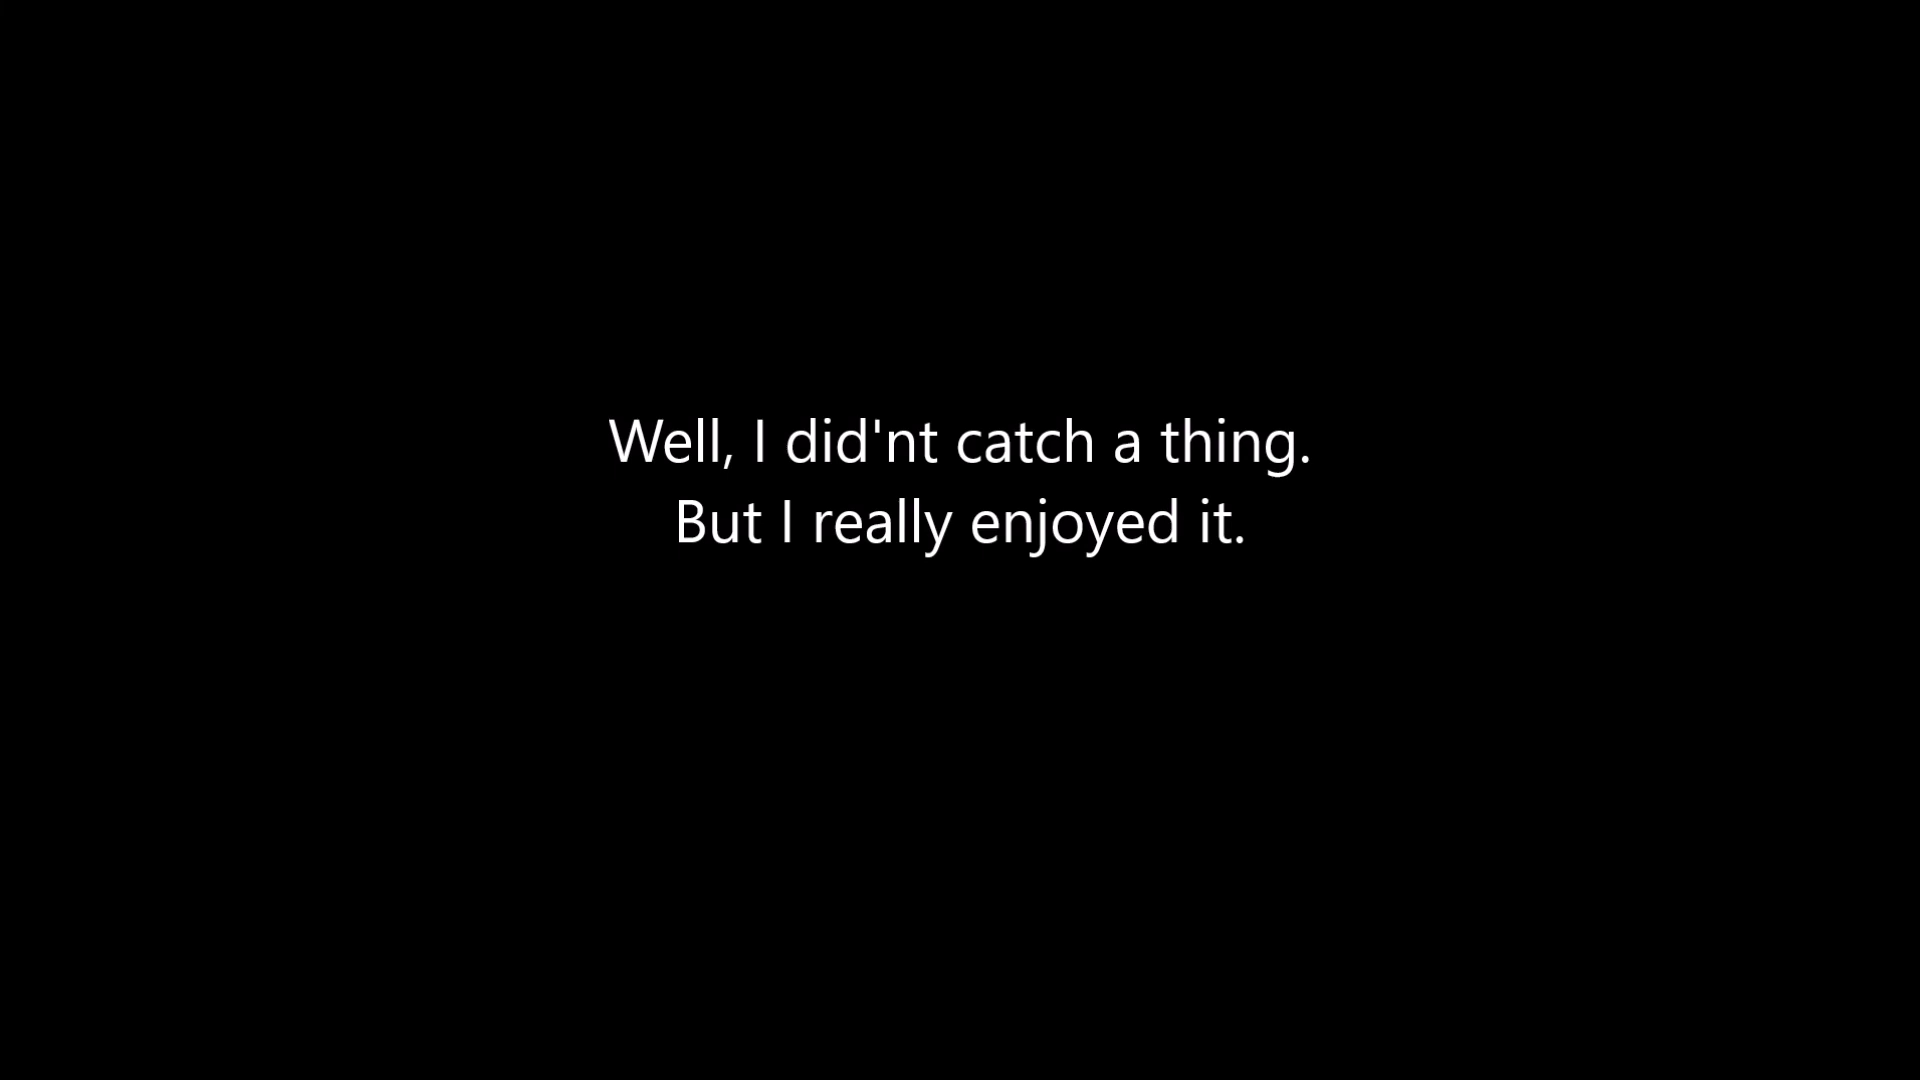 Well, I did'nt catch a thing.
But I really enjoyed it.